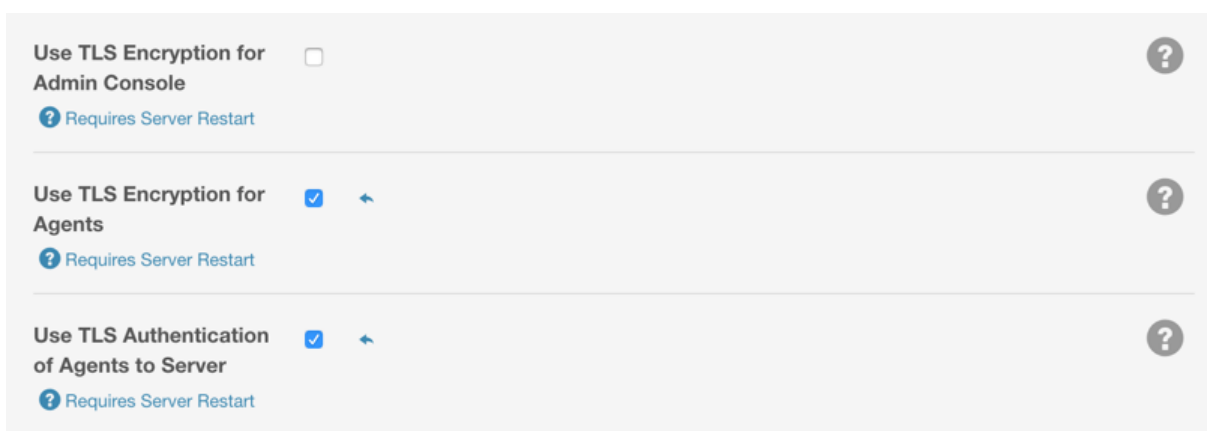 Use TLS Encryption for
Admin Console
? Requires Server Restart
?
Use TLS Encryption for
Agents
? Requires Server Restart
?
Use TLS Authentication
of Agents to Server
? Requires Server Restart
?